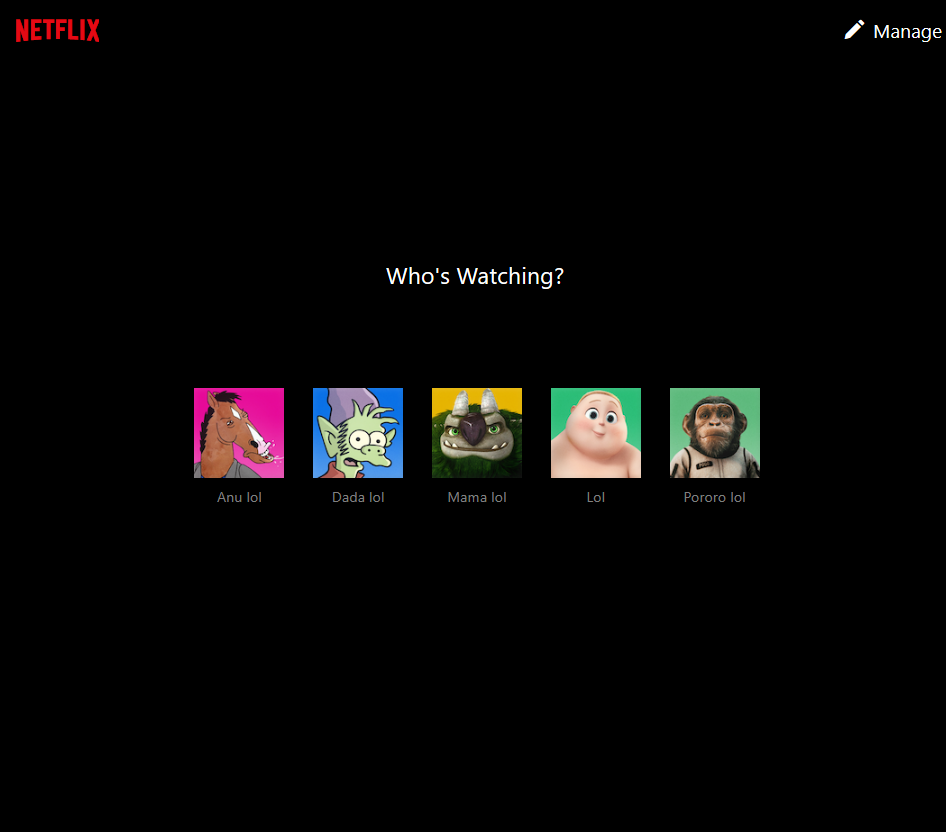 NETFLIX
Manage
Who's Watching?
Anu lol
Dada lol
Mama lol
Lol
Pororo lol